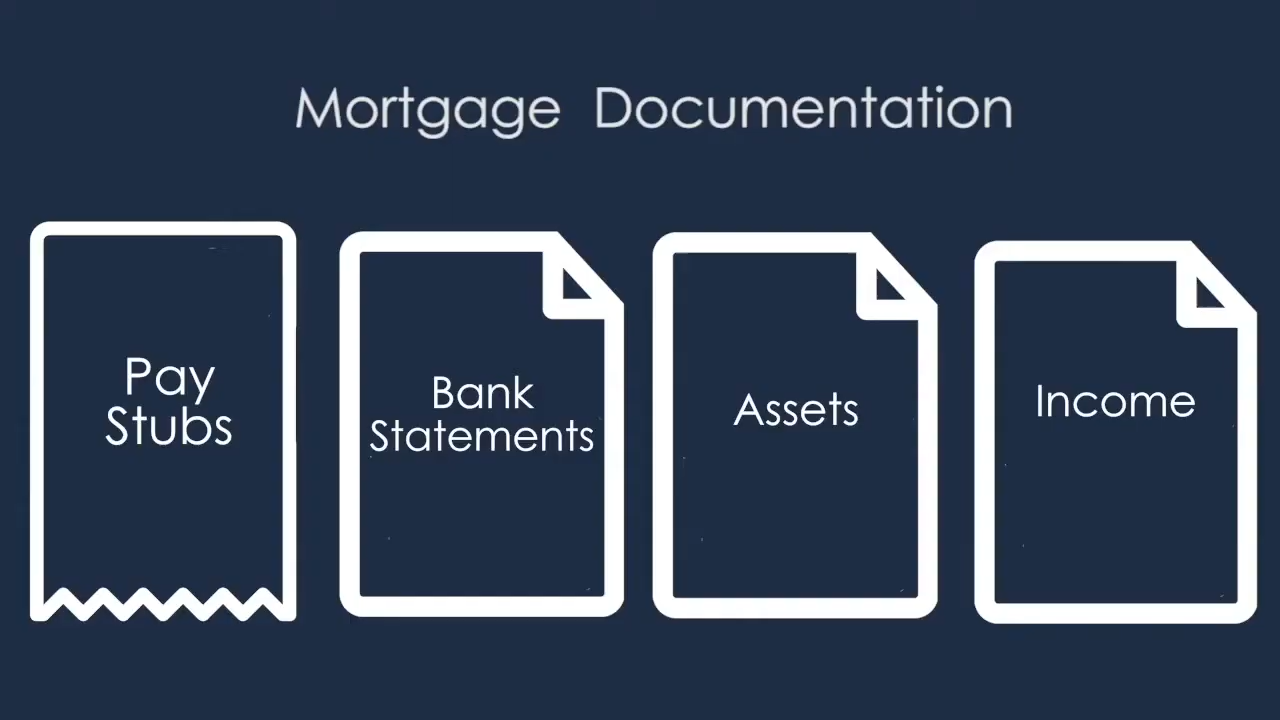 Mortgage Documentation
Pay
Stubs
Bank
Statements
Assets
Income